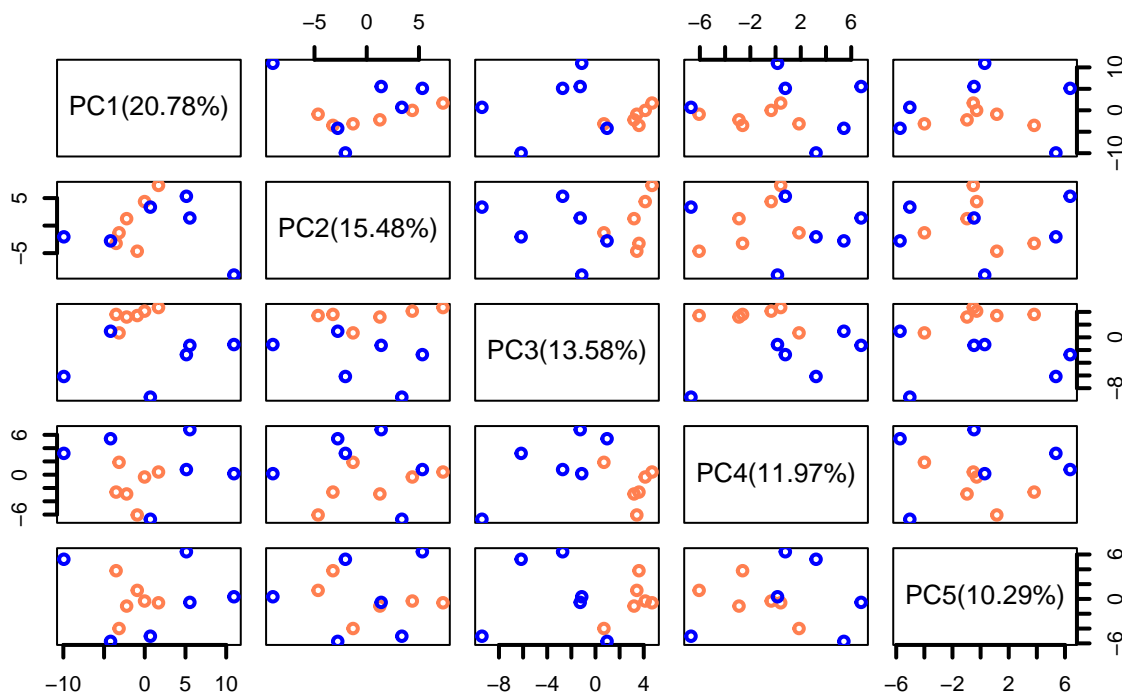 −5 0 5
−6 −2 2 6
PC1(20.78%)
−10 0 5 10
−5 5
PC2(15.48%)
PC3(13.58%)
−8 0
−6 0 6
PC4(11.97%)
PC5(10.29%)
−6 0 6
−10 0 5 10
−8 −4 0 4
−6 −2 2 6